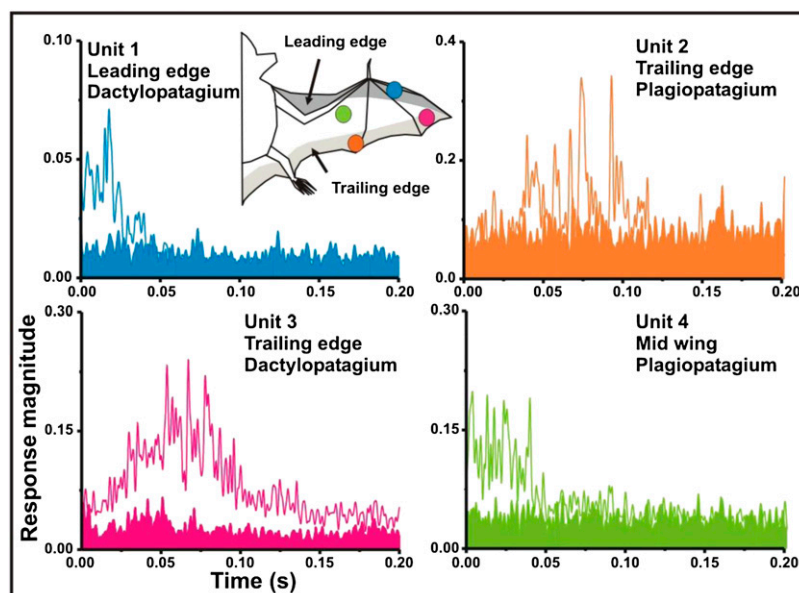 Unit 1
Leading edge
Dactylopatagium
Leading edge
Trailing edge
0.10
0.05
0.00
0.00
0.05
0.10
0.15
0.20
Unit 2
Trailing edge
Plagiopatagium
0.4
0.2
0.0
0.00
0.05
0.10
0.15
0.20
Unit 3
Trailing edge
Dactylopatagium
0.30
0.15
0.00
0.00
0.05
0.10
0.15
0.20
Response magnitude
Time (s)
Unit 4
Mid wing
Plagiopatagium
0.30
0.15
0.00
0.00
0.05
0.10
0.15
0.20